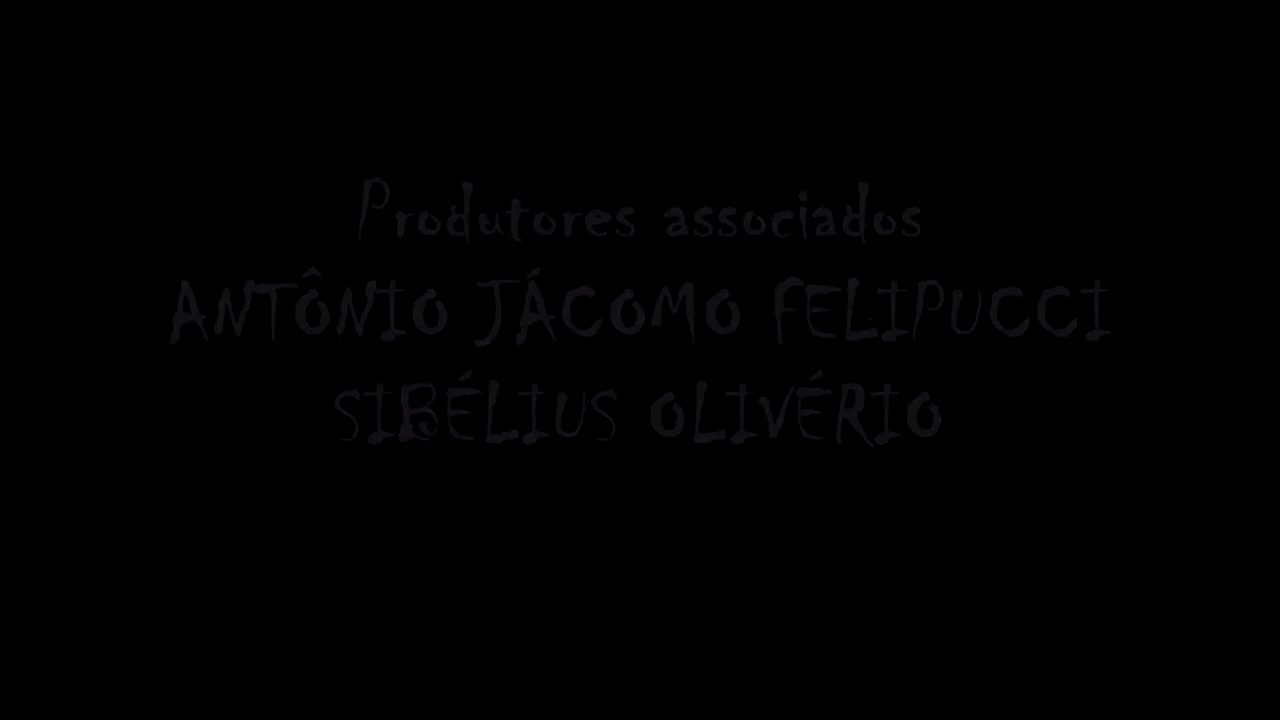 Produtores associados
ANTÔNIO JÁCOMO FELIPUCCI
SIBÉLIUS OLIVÉRIO